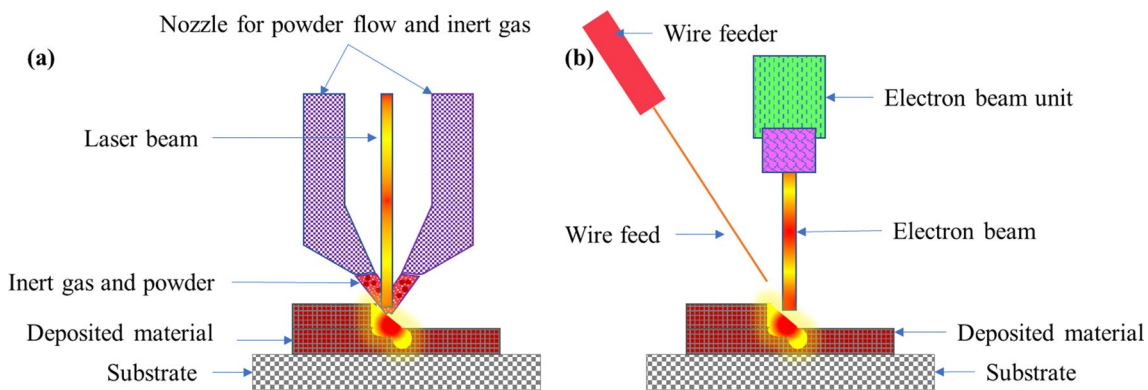 Nozzle for powder flow and inert gas
(a)
Laser beam
Inert gas and powder
Deposited material
Substrate
Wire feeder
(b)
Electron beam unit
Wire feed
Electron beam
Deposited material
Substrate